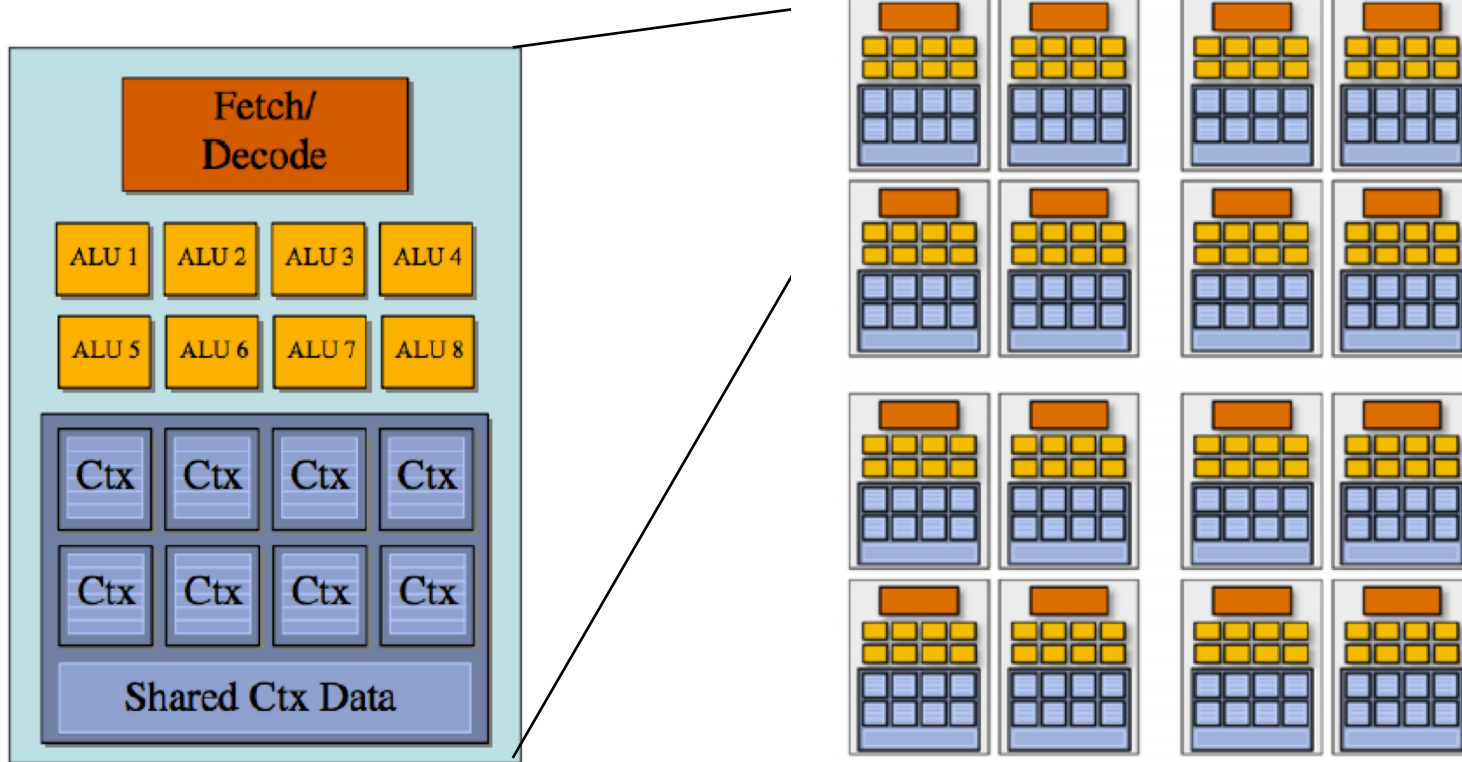 Fetch/
Decode
ALU 1 ALU 2 ALU 3 ALU 4
ALU 5 ALU 6 ALU 7 ALU 8
Ctx Ctx Ctx Ctx
Ctx Ctx Ctx Ctx
Shared Ctx Data